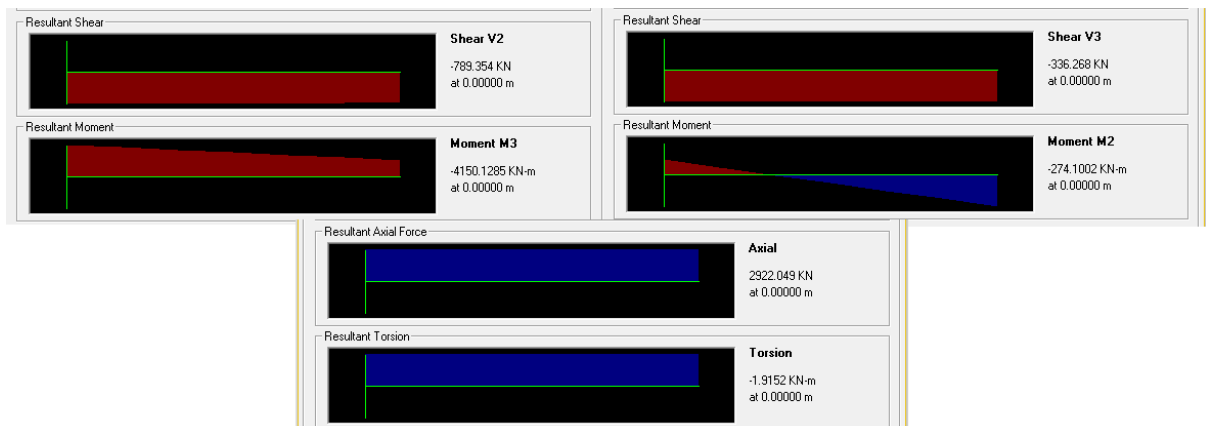 Resultant Shear
Shear V2
-789.354 KN
at 0.00000 m
Resultant Moment
Moment M3
-4150.1285 KN-m
at 0.00000 m
Resultant Shear
Shear V3
-336.268 KN
at 0.00000 m
Resultant Moment
Moment M2
-274.1002 KN-m
at 0.00000 m
Resultant Axial Force
Axial
2922.049 KN
at 0.00000 m
Resultant Torsion
Torsion
-1.9152 KN-m
at 0.00000 m